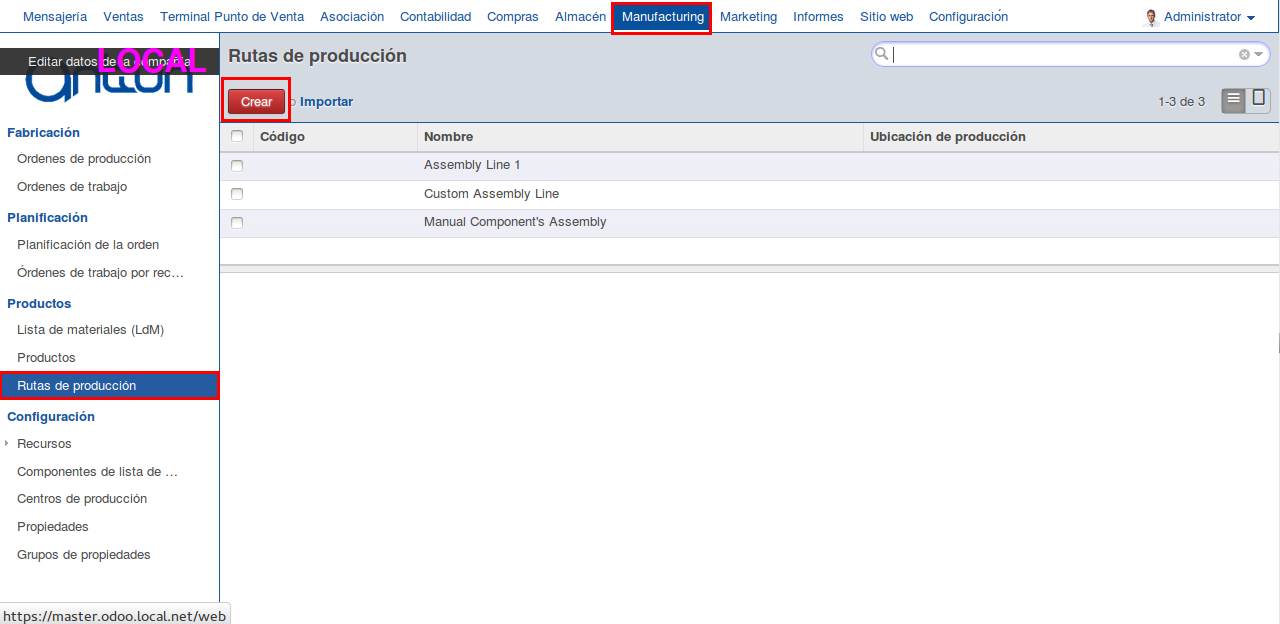 Mensajería Ventas Terminal Punto de Venta Asociación Contabilidad Compras Almacén Manufacturing Marketing Informes Sitio web Configuración Administrator
Editar datos de la compañía
LOCAL
Rutas de producción
Crear o Importar
1-3 de 3
Código Nombre Ubicación de producción
Assembly Line 1
Custom Assembly Line
Manual Component's Assembly
Fabricación
Órdenes de producción
Órdenes de trabajo
Planificación
Planificación de la orden
Órdenes de trabajo por rec…
Productos
Lista de materiales (LdM)
Productos
Rutas de producción
Configuración
Recursos
Componentes de lista de …
Centros de producción
Propiedades
Grupos de propiedades
https://master.odoo.local.net/web